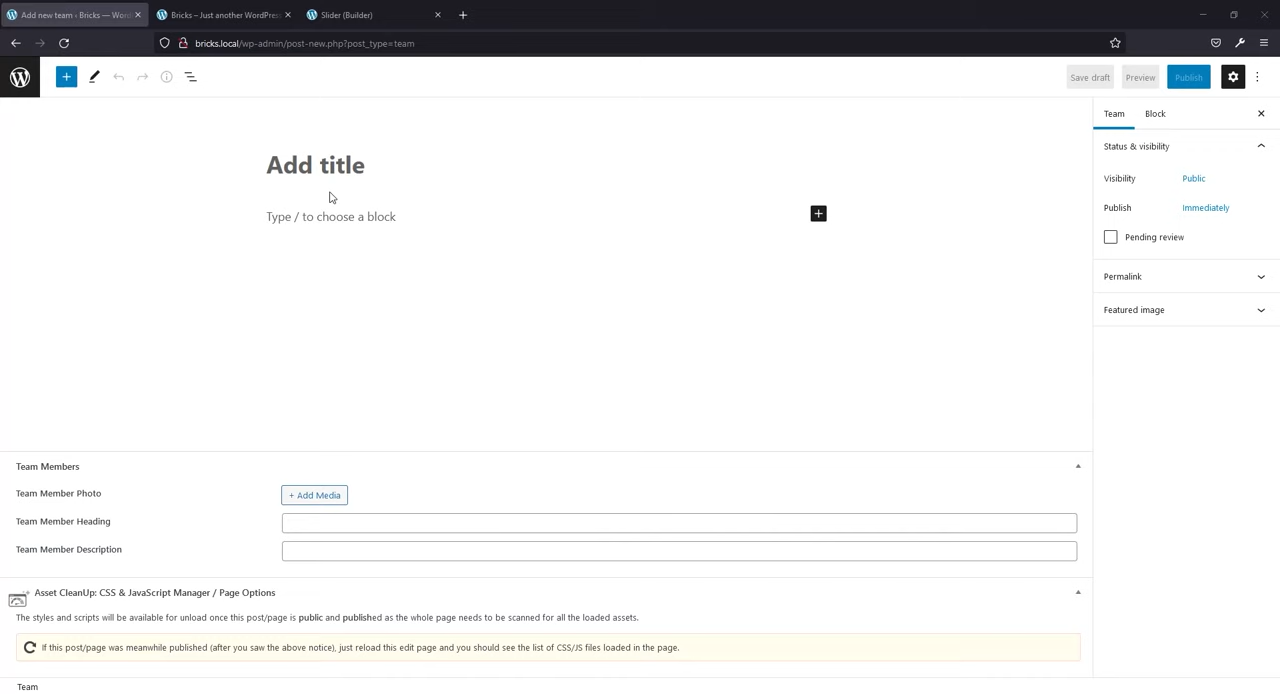 Add new team ‹ Bricks — Word
Bricks – Just another WordPress
Slider (Builder)
bricks.local/wp-admin/post-new.php?post_type=team
Save draft
Preview
Publish
Team
Block
Add title
Type / to choose a block
Status & visibility
Visibility
Public
Publish
Immediately
Pending review
Permalink
Featured image
Team Members
Team Member Photo
+ Add Media
Team Member Heading
Team Member Description
Asset CleanUp: CSS & JavaScript Manager / Page Options
The styles and scripts will be available for unload once this post/page is public and published as the whole page needs to be scanned for all the loaded assets.
If this post/page was meanwhile published (after you saw the above notice), just reload this edit page and you should see the list of CSS/JS files loaded in the page.
Team